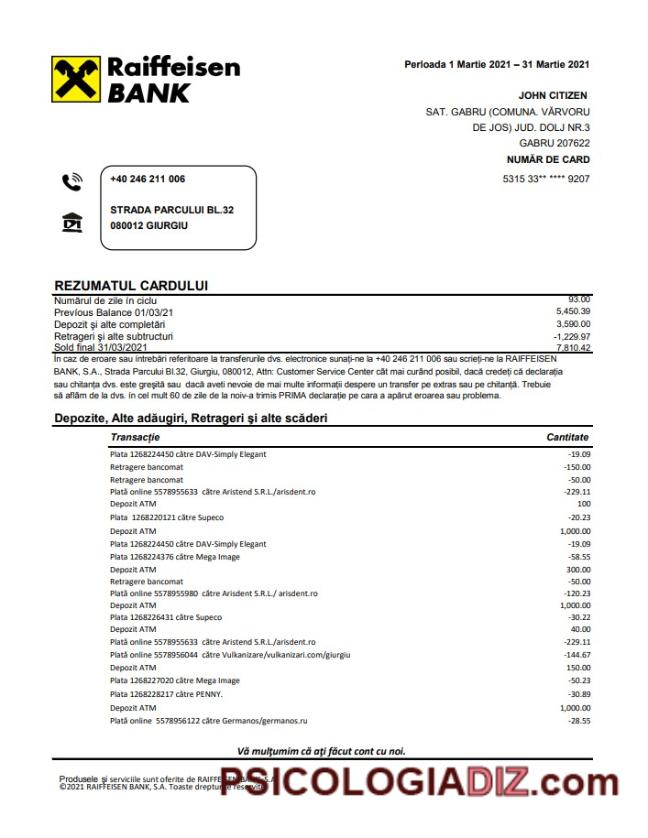 Raiffeisen
BANK
Perloada 1 Martie 2021 – 31 Martie 2021
JOHN CITIZEN
SAT. GABRU (COMUNA. VÂRVORU
DE JOS) JUD. DOLJ NR.3
GABRU 207622
NUMĂR DE CARD
5315 33** **** 9207
+40 246 211 006
STRADA PARCULUI BL.32
080012 GIURGIU
REZUMATUL CARDULUI
Numărul de zile în ciclu 93.00
Prevíous Balance 01/03/21 5,450.39
Depozit și alte completări 3,590.00
Retrageri și alte subtructuri -1,229.97
Sold final 31/03/2021 7,810.42
În caz de eroare sau întrebări referitoare la transferurile dvs. electronice sunați-ne la +40 246 211 006 sau scrieți-ne la RAIFFEISEN
BANK, S.A., Strada Parcului Bl.32, Giurgiu, 080012, Attn: Customer Service Center cât mai curând posibil, dacă credeți că declarația
sau chitanța dvs. este greșită sau dacă aveti nevoie de mai multe informații despere un transfer pe extras sau pe chitanță. Trebuie
să aflăm de la dvs. în cel mult 60 de zile de la noiv-a trimis PRIMA declarație pe cara a apărut eroarea sau problema.
Depozite, Alte adăugiri, Retrageri și alte scăderi
Transacție Cantitate
Plata 1268224450 către DAV-Simply Elegant -19.09
Retragere bancomat -150.00
Retragere bancomat -50.00
Plată online 5578955633 către Aristend S.R.L./arisdent.ro -229.11
Depozit ATM 100
Plata 1268220121 către Supeco -20.23
Depozit ATM 1,000.00
Plata 1268224450 către DAV-Simply Elegant -19.09
Plata 1268224376 către Mega Image -58.55
Depozit ATM 300.00
Retragere bancomat -50.00
Plată online 5578955980 către Arisdent S.R.L./ arisdent.ro -120.23
Depozit ATM 1,000.00
Plata 1268226431 către Supeco -30.22
Depozit ATM 40.00
Plată online 5578955633 către Aristend S.R.L./arisdent.ro -229.11
Plată online 5578956044 către Vulkanizare/vulkanizari.com/giurgiu -144.67
Depozit ATM 150.00
Plata 1268227020 către Mega Image -50.23
Plata 1268228217 către PENNY. -30.89
Depozit ATM 1,000.00
Plată online 5578956122 către Germanos/germanos.ru -28.55
Vă mulțumim că ați făcut cont cu noi.
Produsele și serviciile sunt oferite de RAIFFEISEN BANK, S.A.
©2021 RAIFFEISEN BANK, S.A. Toaste drepturile rezervite
PSICOLOGIADIZ.com